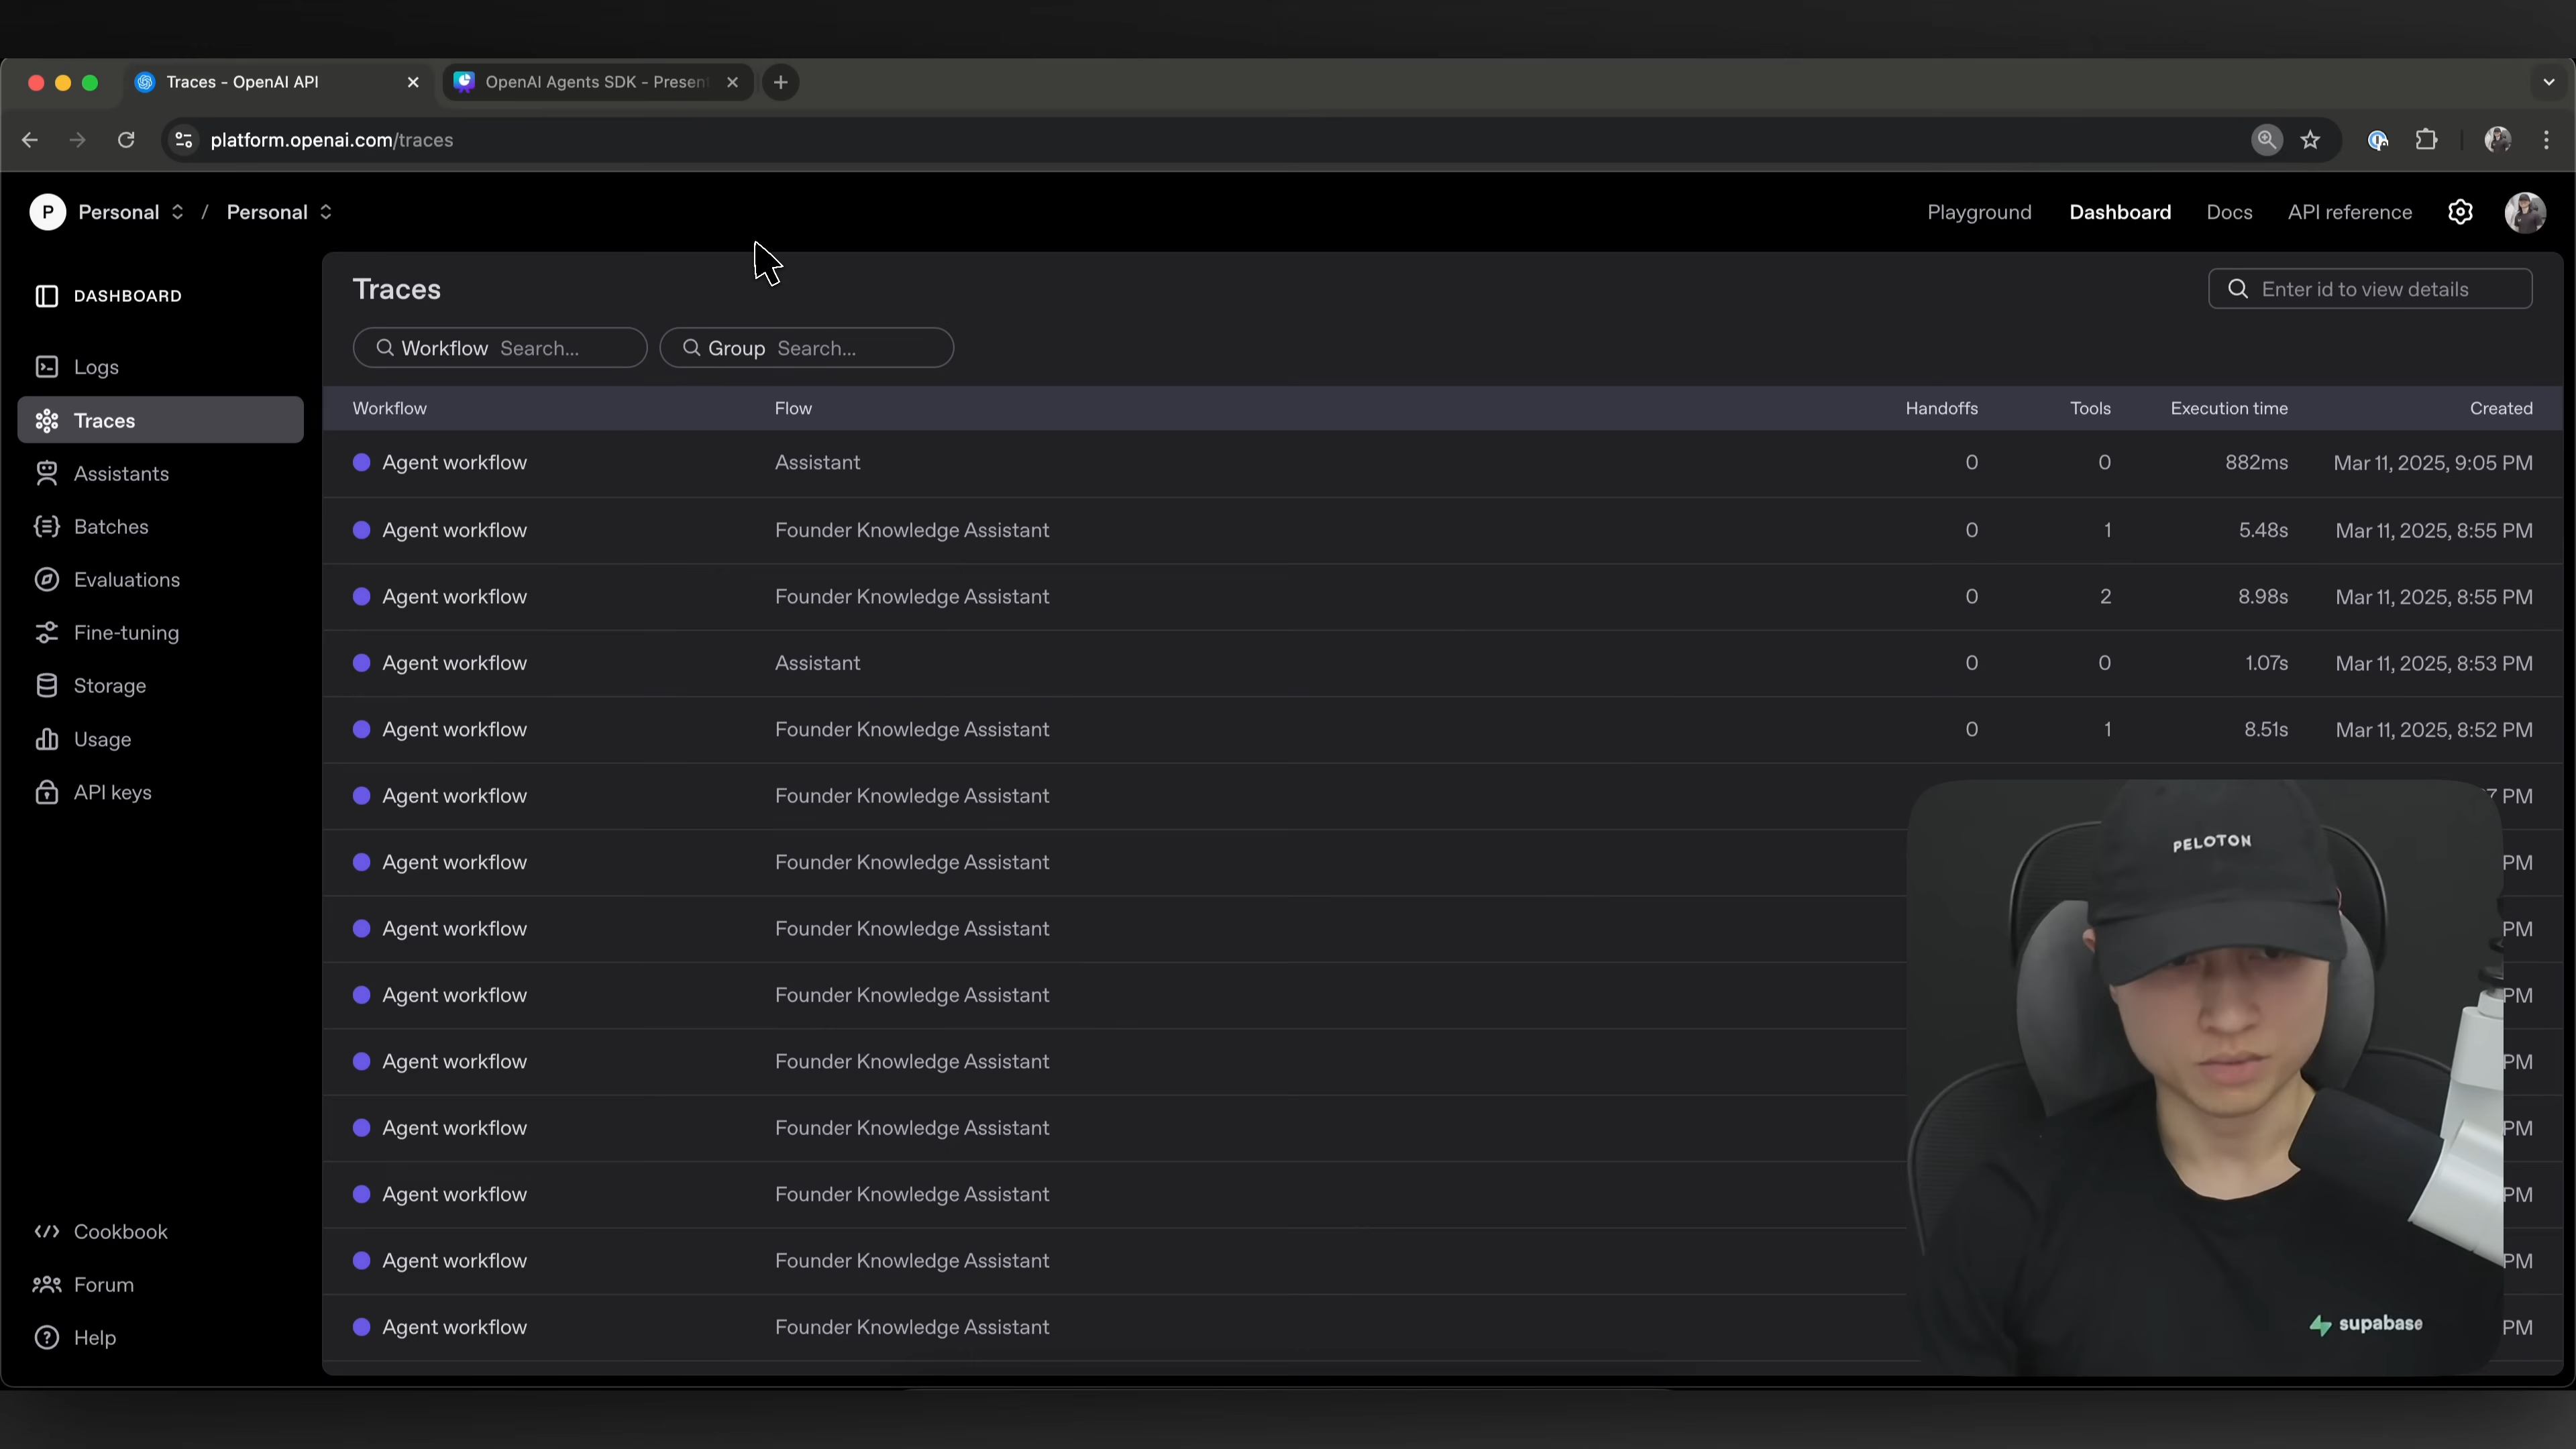 Traces - OpenAI API
OpenAI Agents SDK - Presen
platform.openai.com/traces
P Personal / Personal
Playground Dashboard Docs API reference
DASHBOARD
Logs
Traces
Assistants
Batches
Evaluations
Fine-tuning
Storage
Usage
API keys
Cookbook
Forum
Help
Traces
Enter id to view details
Workflow Search... Group Search...
Workflow Flow Handoffs Tools Execution time Created
Agent workflow Assistant 0 0 882ms Mar 11, 2025, 9:05 PM
Agent workflow Founder Knowledge Assistant 0 1 5.48s Mar 11, 2025, 8:55 PM
Agent workflow Founder Knowledge Assistant 0 2 8.98s Mar 11, 2025, 8:55 PM
Agent workflow Assistant 0 0 1.07s Mar 11, 2025, 8:53 PM
Agent workflow Founder Knowledge Assistant 0 1 8.51s Mar 11, 2025, 8:52 PM
Agent workflow Founder Knowledge Assistant 7 PM
Agent workflow Founder Knowledge Assistant PM
Agent workflow Founder Knowledge Assistant PM
Agent workflow Founder Knowledge Assistant PM
Agent workflow Founder Knowledge Assistant PM
Agent workflow Founder Knowledge Assistant PM
Agent workflow Founder Knowledge Assistant PM
Agent workflow Founder Knowledge Assistant PM
Agent workflow Founder Knowledge Assistant PM
PELOTON
supabase